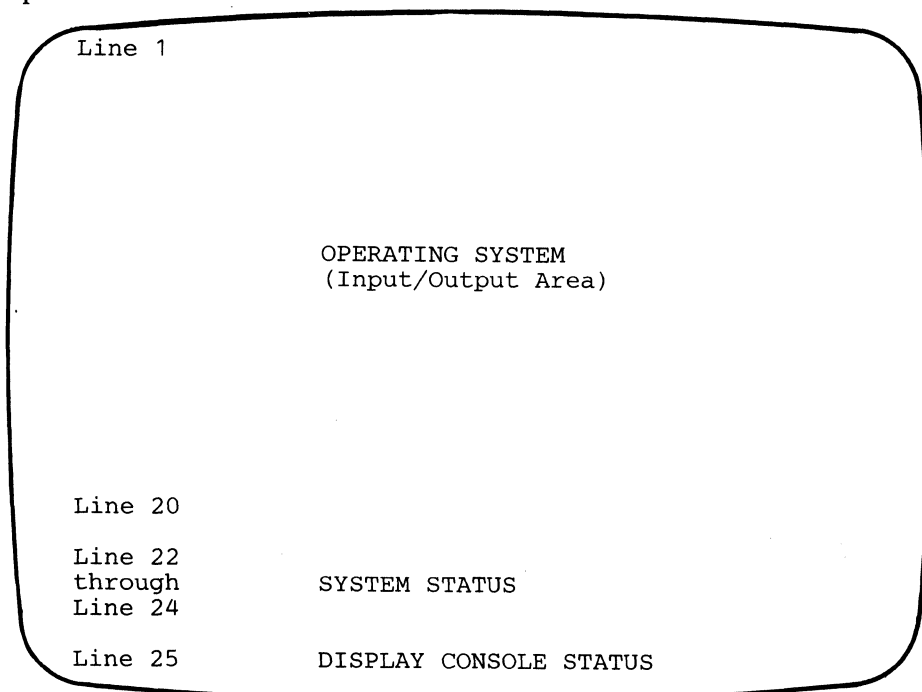 Line 1
OPERATING SYSTEM
(Input/Output Area)
Line 20
Line 22
through SYSTEM STATUS
Line 24
Line 25 DISPLAY CONSOLE STATUS